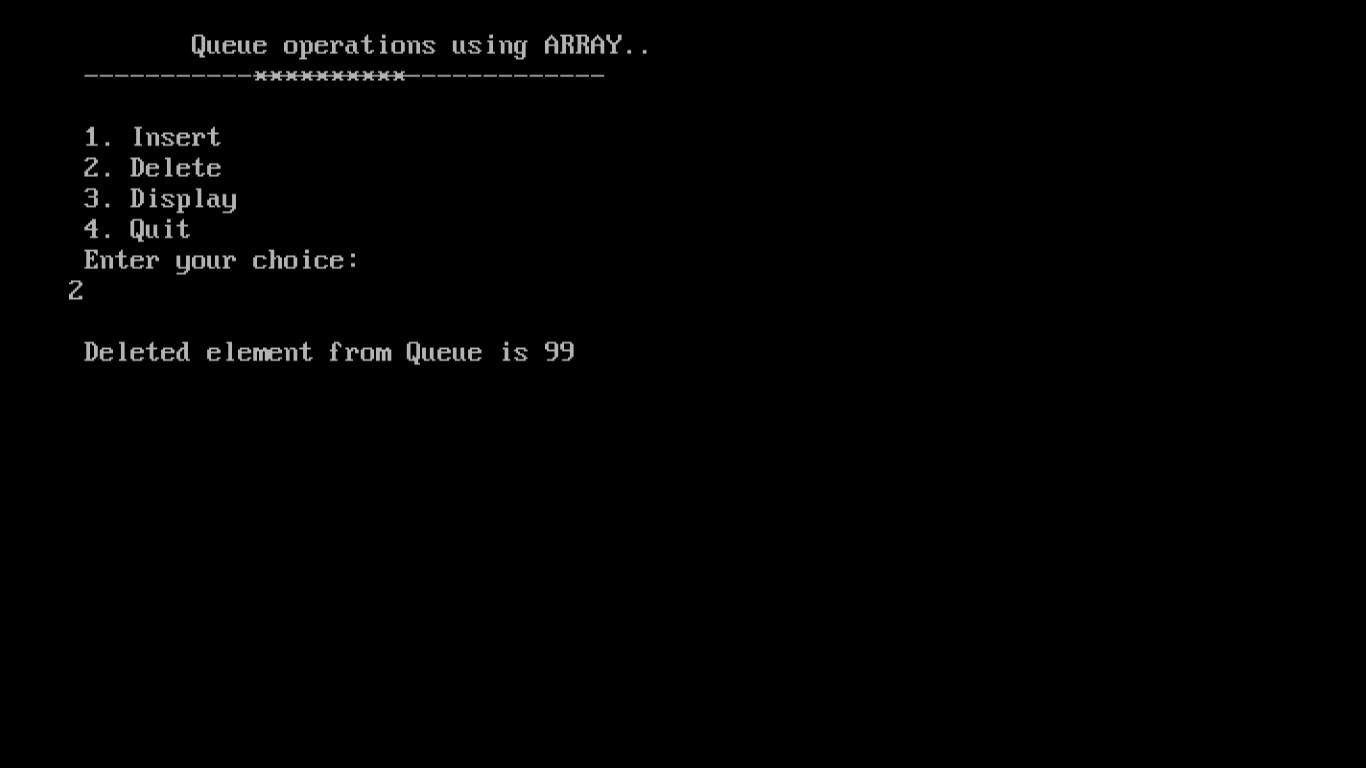 Queue operations using ARRAY..
-----------**********-------------
1. Insert
2. Delete
3. Display
4. Quit
Enter your choice:
2
Deleted element from Queue is 99